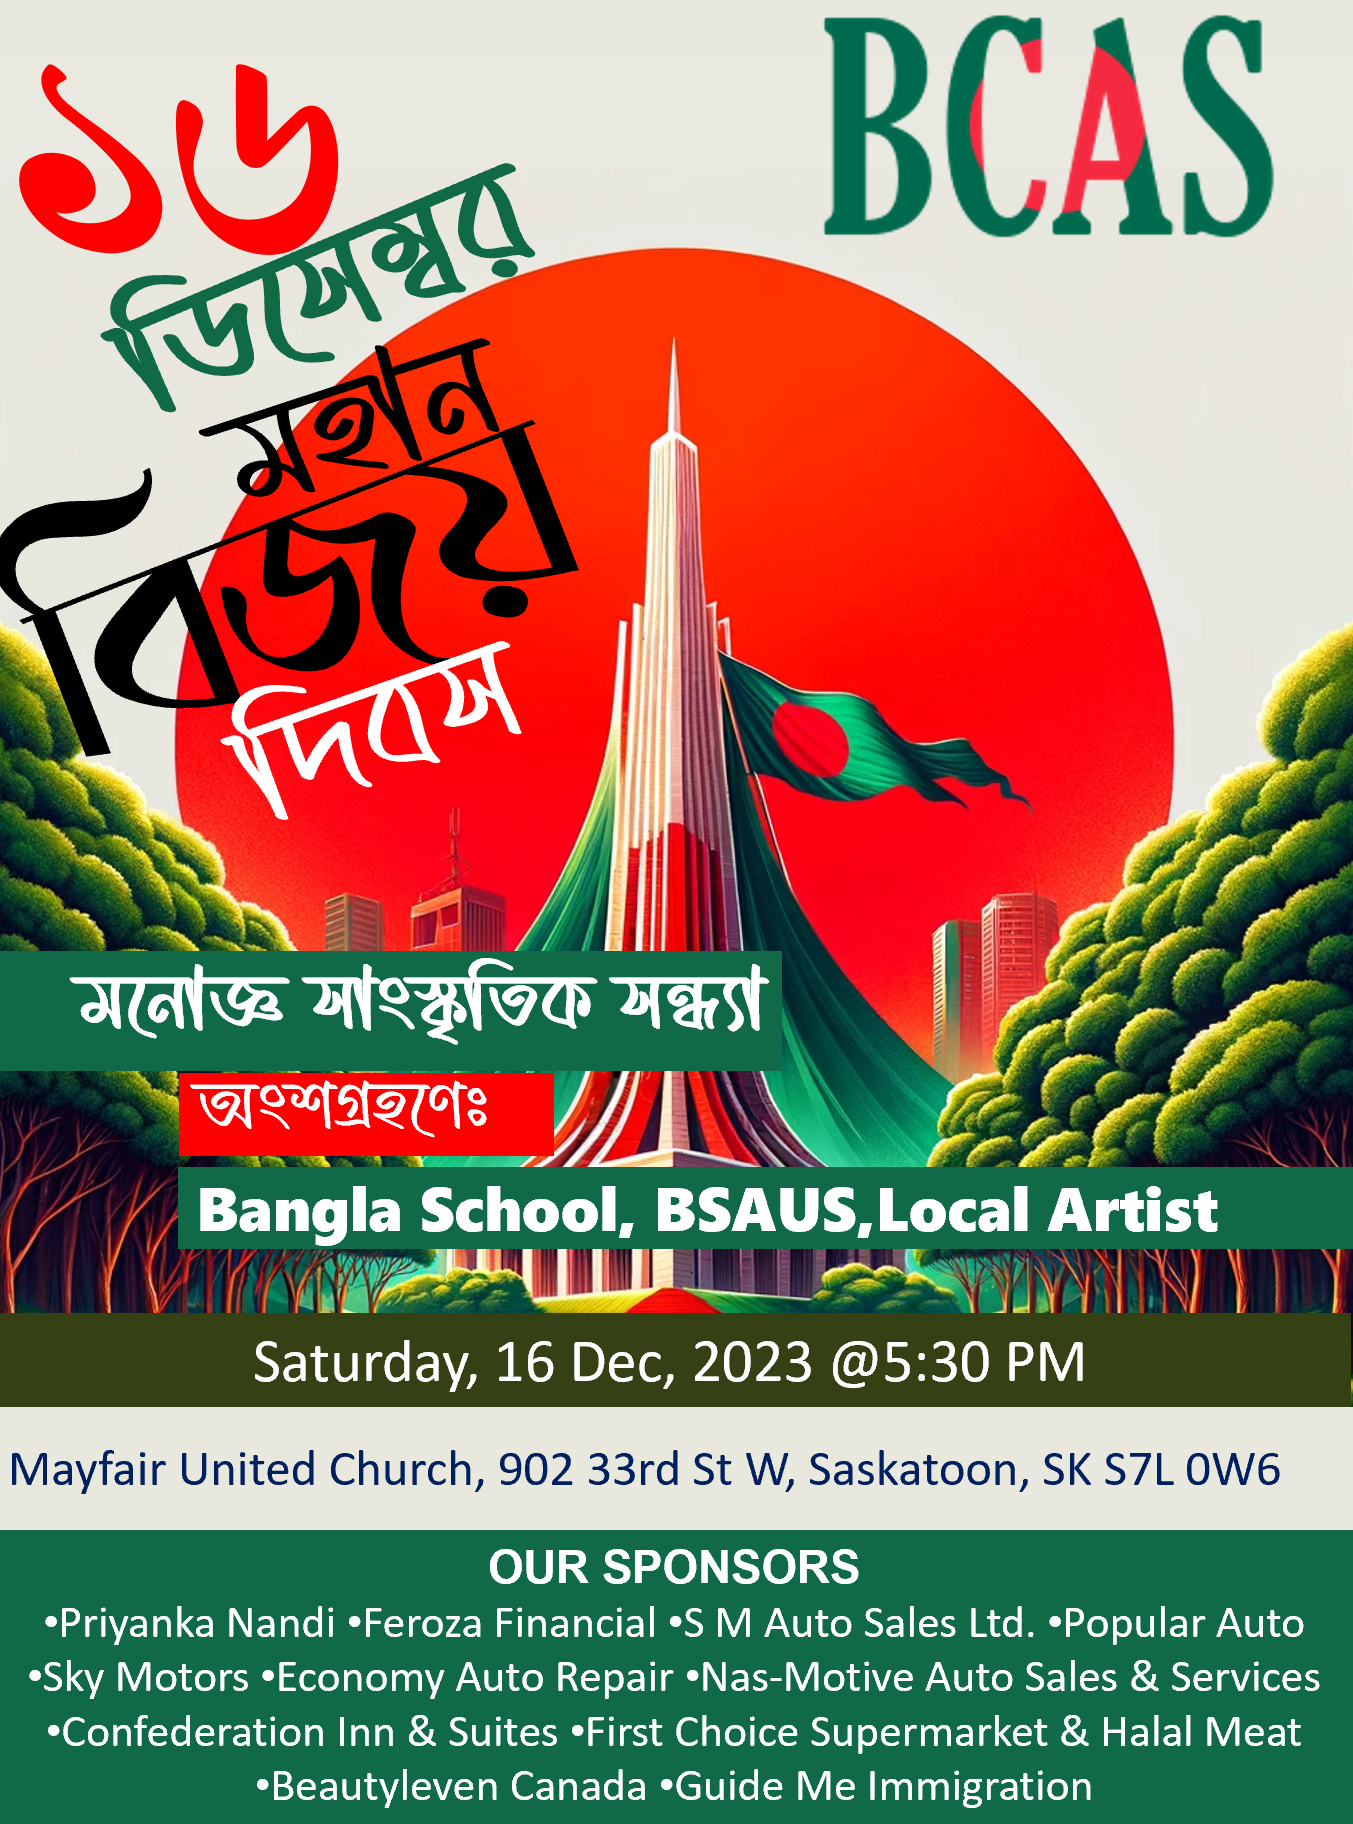 BCAS
১৬
ডিসেম্বর
মহান
বিজয়
দিবস
মনোজ্ঞ সাংস্কৃতিক সন্ধ্যা
অংশগ্রহণেঃ
Bangla School, BSAUS,Local Artist
Saturday, 16 Dec, 2023 @5:30 PM
Mayfair United Church, 902 33rd St W, Saskatoon, SK S7L 0W6
OUR SPONSORS
•Priyanka Nandi •Feroza Financial •S M Auto Sales Ltd. •Popular Auto
•Sky Motors •Economy Auto Repair •Nas-Motive Auto Sales & Services
•Confederation Inn & Suites •First Choice Supermarket & Halal Meat
•Beautyleven Canada •Guide Me Immigration